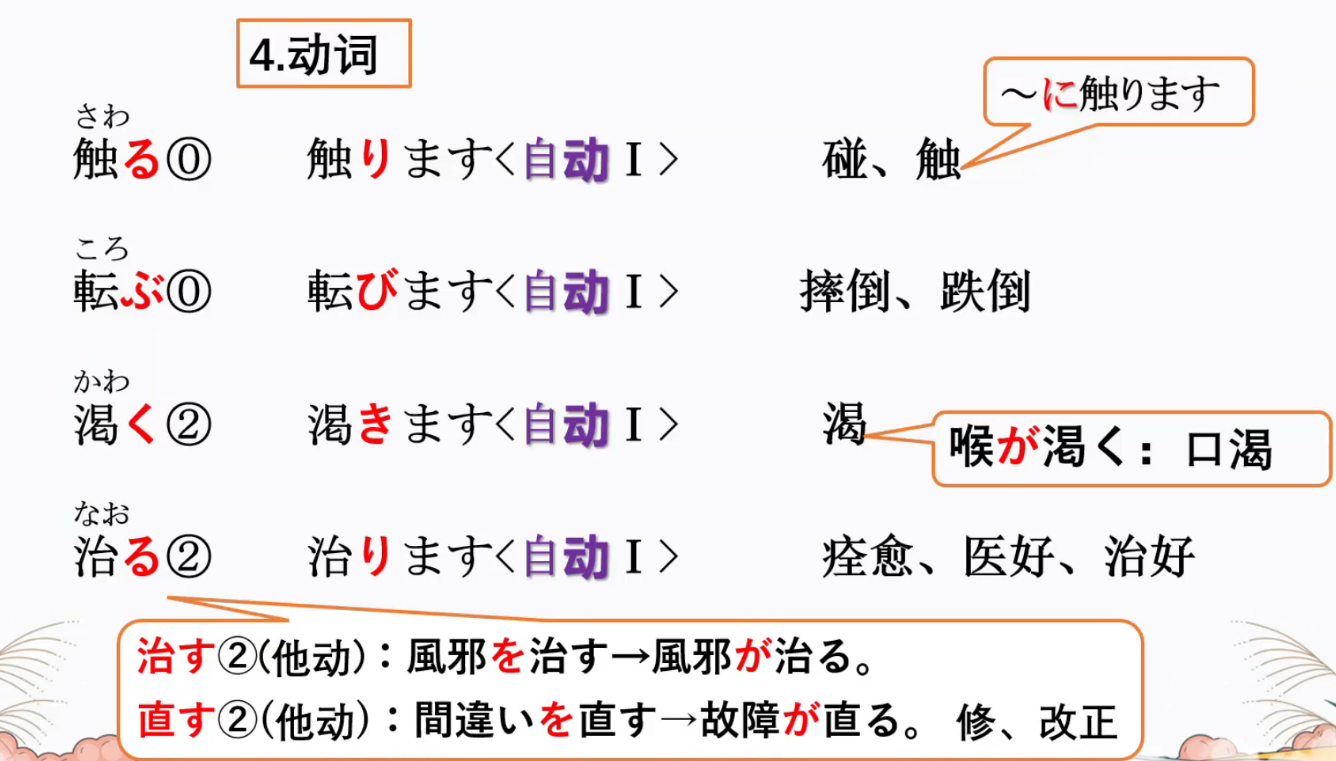 4.动词
～に触ります
さわ
触る⓪ 触ります<自动Ⅰ> 碰、触
ころ
転ぶ⓪ 転びます<自动Ⅰ> 摔倒、跌倒
かわ
渇く② 渇きます<自动Ⅰ> 渴
喉が渇く：口渴
なお
治る② 治ります<自动Ⅰ> 痊愈、医好、治好
治す②(他动)：風邪を治す→風邪が治る。
直す②(他动)：間違いを直す→故障が直る。 修、改正